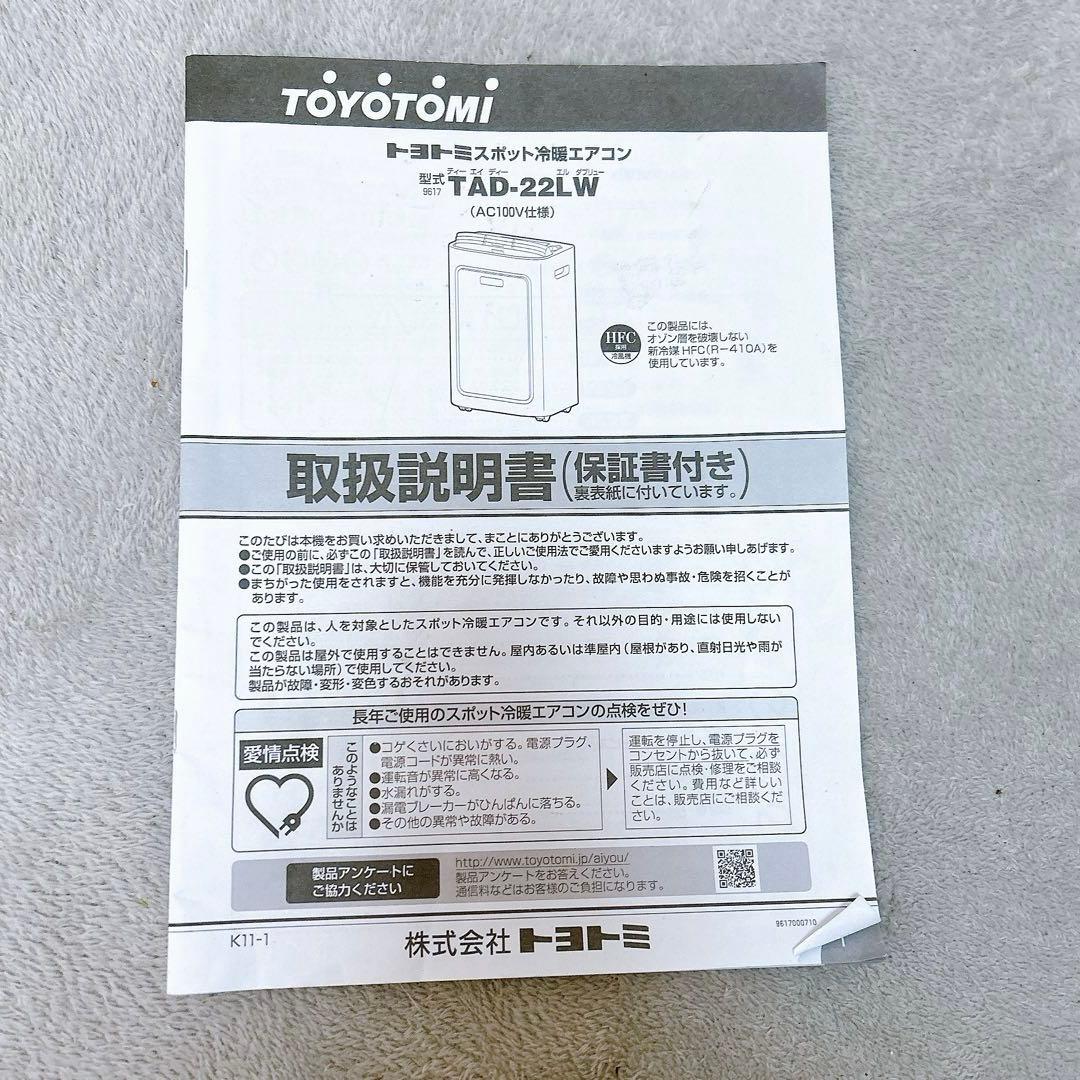 TOYOTOMI
トヨトミスポット冷暖エアコン
ティー エイ ディー エル ダブリュー
型式 TAD-22LW
9617
(AC100V仕様)
HFC
採用
冷風機
この製品には、
オゾン層を破壊しない
新冷媒HFC(R-410A)を
使用しています。
取扱説明書(保証書付き
裏表紙に付いています。)
このたびは本機をお買い求めいただきまして、まことにありがとうございます。
●ご使用の前に、必ずこの「取扱説明書」を読んで、正しいご使用法でご愛用くださいますようお願い申しあげます。
●この「取扱説明書」は、大切に保管しておいてください。
●まちがった使用をされますと、機能を充分に発揮しなかったり、故障や思わぬ事故・危険を招くことが
あります。
この製品は、人を対象としたスポット冷暖エアコンです。それ以外の目的・用途には使用しない
でください。
この製品は屋外で使用することはできません。屋内あるいは準屋内(屋根があり、直射日光や雨が
当たらない場所)で使用してください。
製品が故障・変形・変色するおそれがあります。
長年ご使用のスポット冷暖エアコンの点検をぜひ!
愛情点検
このようなことは
ありませんか
●コゲくさいにおいがする。電源プラグ、
電源コードが異常に熱い。
●運転音が異常に高くなる。
●水漏れがする。
●漏電ブレーカーがひんぱんに落ちる。
●その他の異常や故障がある。
運転を停止し、電源プラグを
コンセントから抜いて、必ず
販売店に点検・修理をご相談
ください。費用など詳しい
ことは、販売店にご相談くだ
さい。
製品アンケートに
ご協力ください
http://www.toyotomi.jp/aiyou/
製品アンケートをお答えください。
通信料などはお客様のご負担になります。
9617000710
K11-1
株式会社トヨトミ